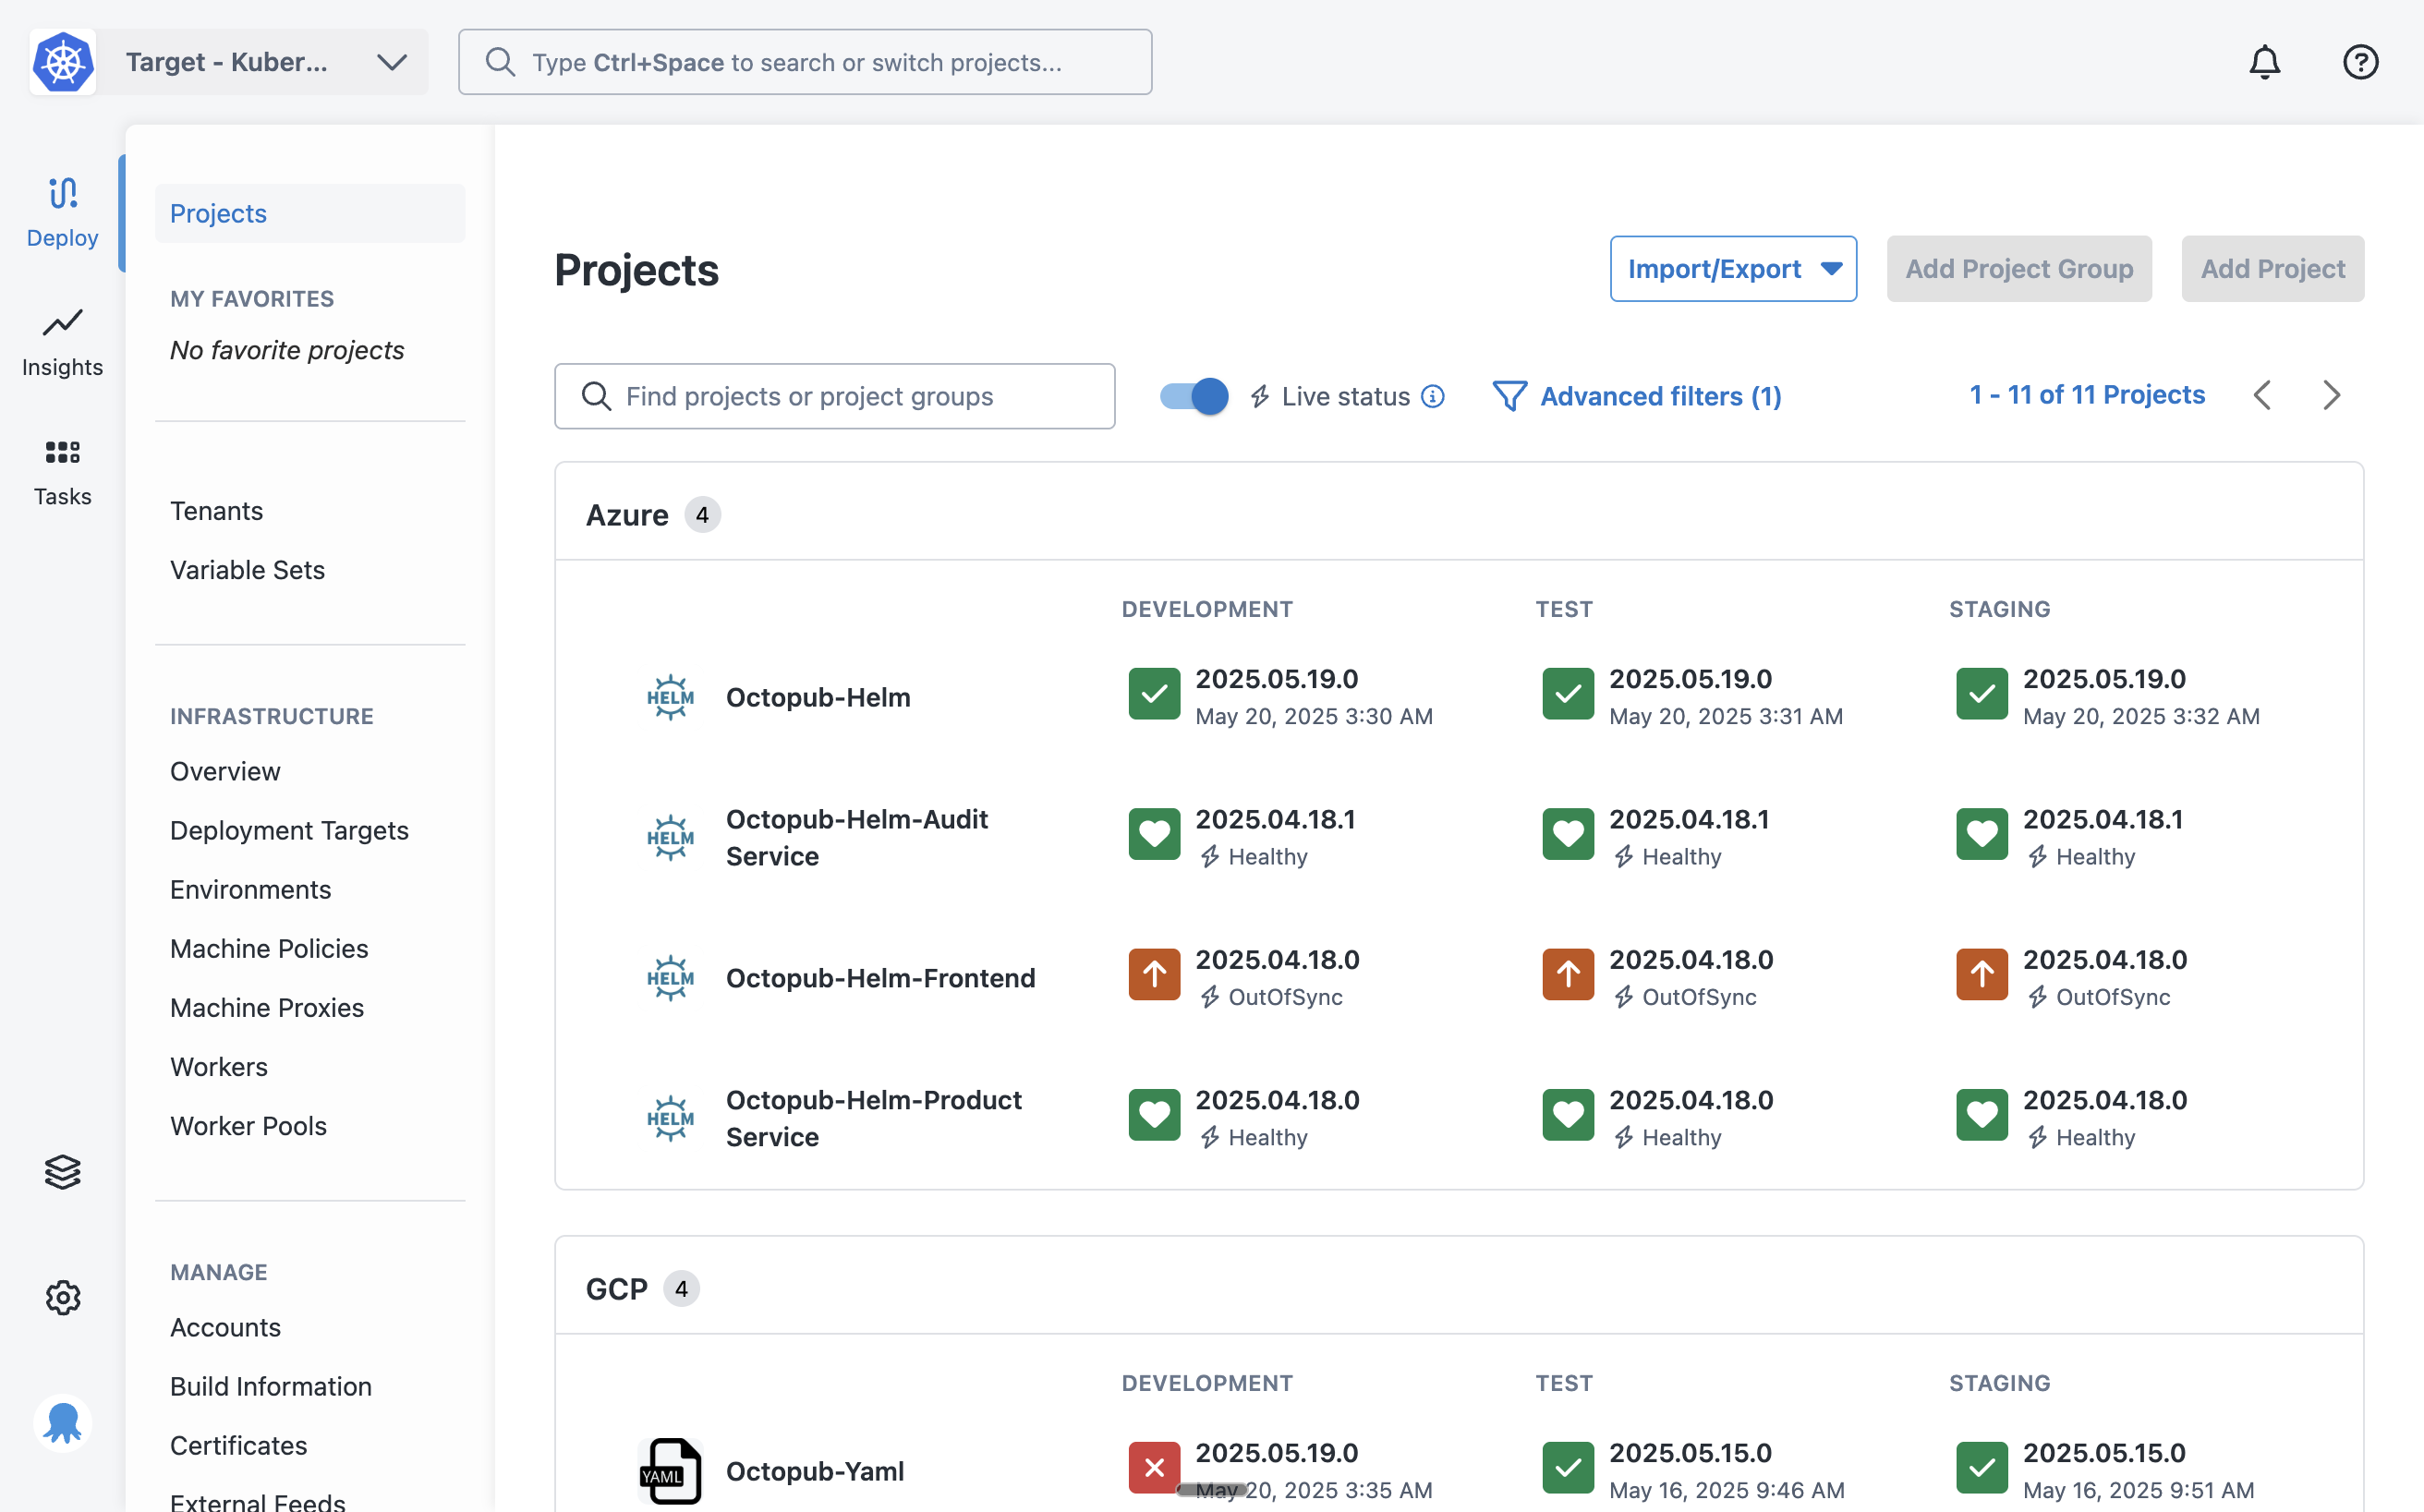 Target - Kuber...
Type Ctrl+Space to search or switch projects...
Deploy
Insights
Tasks
Projects
MY FAVORITES
No favorite projects
Tenants
Variable Sets
INFRASTRUCTURE
Overview
Deployment Targets
Environments
Machine Policies
Machine Proxies
Workers
Worker Pools
MANAGE
Accounts
Build Information
Certificates
External Feeds
Projects
Import/Export
Add Project Group
Add Project
Find projects or project groups
Live status
Advanced filters (1)
1 - 11 of 11 Projects
Azure 4
DEVELOPMENT TEST STAGING
HELM
Octopub-Helm
2025.05.19.0
May 20, 2025 3:30 AM
2025.05.19.0
May 20, 2025 3:31 AM
2025.05.19.0
May 20, 2025 3:32 AM
HELM
Octopub-Helm-Audit
Service
2025.04.18.1
Healthy
2025.04.18.1
Healthy
2025.04.18.1
Healthy
HELM
Octopub-Helm-Frontend
2025.04.18.0
OutOfSync
2025.04.18.0
OutOfSync
2025.04.18.0
OutOfSync
HELM
Octopub-Helm-Product
Service
2025.04.18.0
Healthy
2025.04.18.0
Healthy
2025.04.18.0
Healthy
GCP 4
DEVELOPMENT TEST STAGING
YAML
Octopub-Yaml
2025.05.19.0
May 20, 2025 3:35 AM
2025.05.15.0
May 16, 2025 9:46 AM
2025.05.15.0
May 16, 2025 9:51 AM